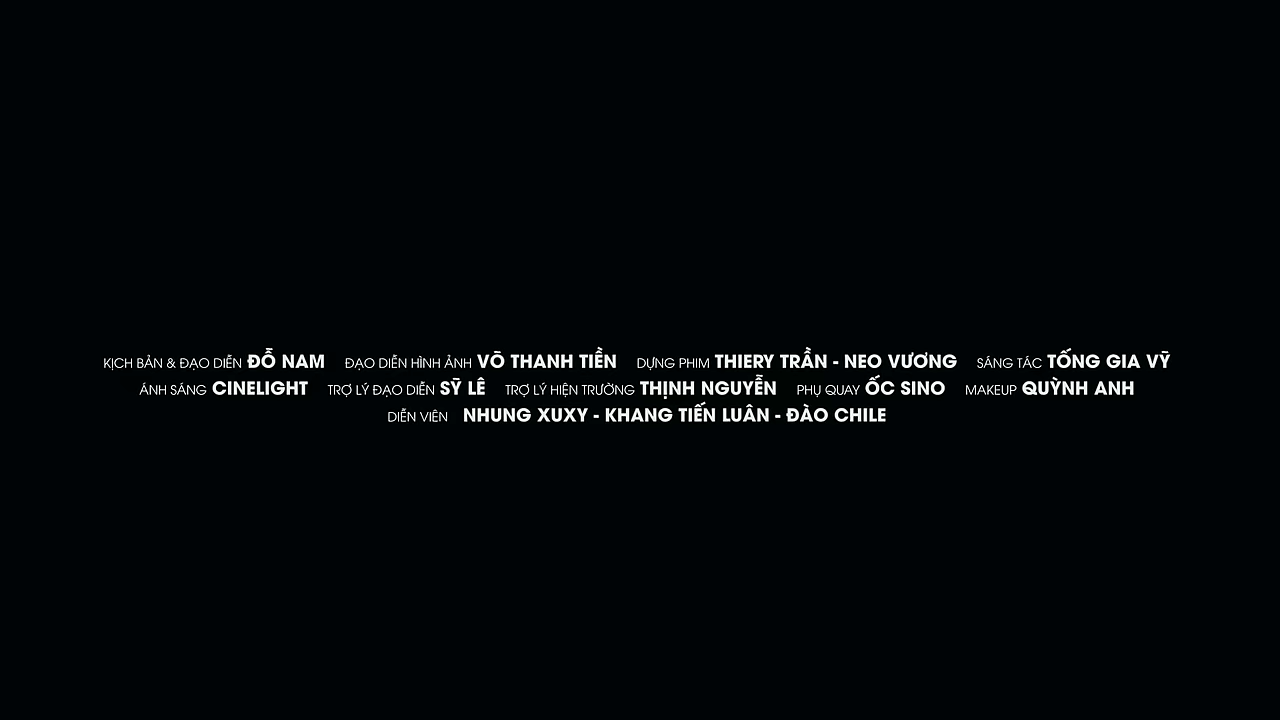 KỊCH BẢN & ĐẠO DIỄN ĐỖ NAM ĐẠO DIỄN HÌNH ẢNH VÕ THANH TIỀN DỰNG PHIM THIERY TRẦN - NEO VƯƠNG SÁNG TÁC TỐNG GIA VỸ
ÁNH SÁNG CINELIGHT TRỢ LÝ ĐẠO DIỄN SỸ LÊ TRỢ LÝ HIỆN TRƯỜNG THỊNH NGUYỄN PHỤ QUAY ỐC SINO MAKEUP QUỲNH ANH
DIỄN VIÊN NHUNG XUXY - KHANG TIẾN LUÂN - ĐÀO CHILE